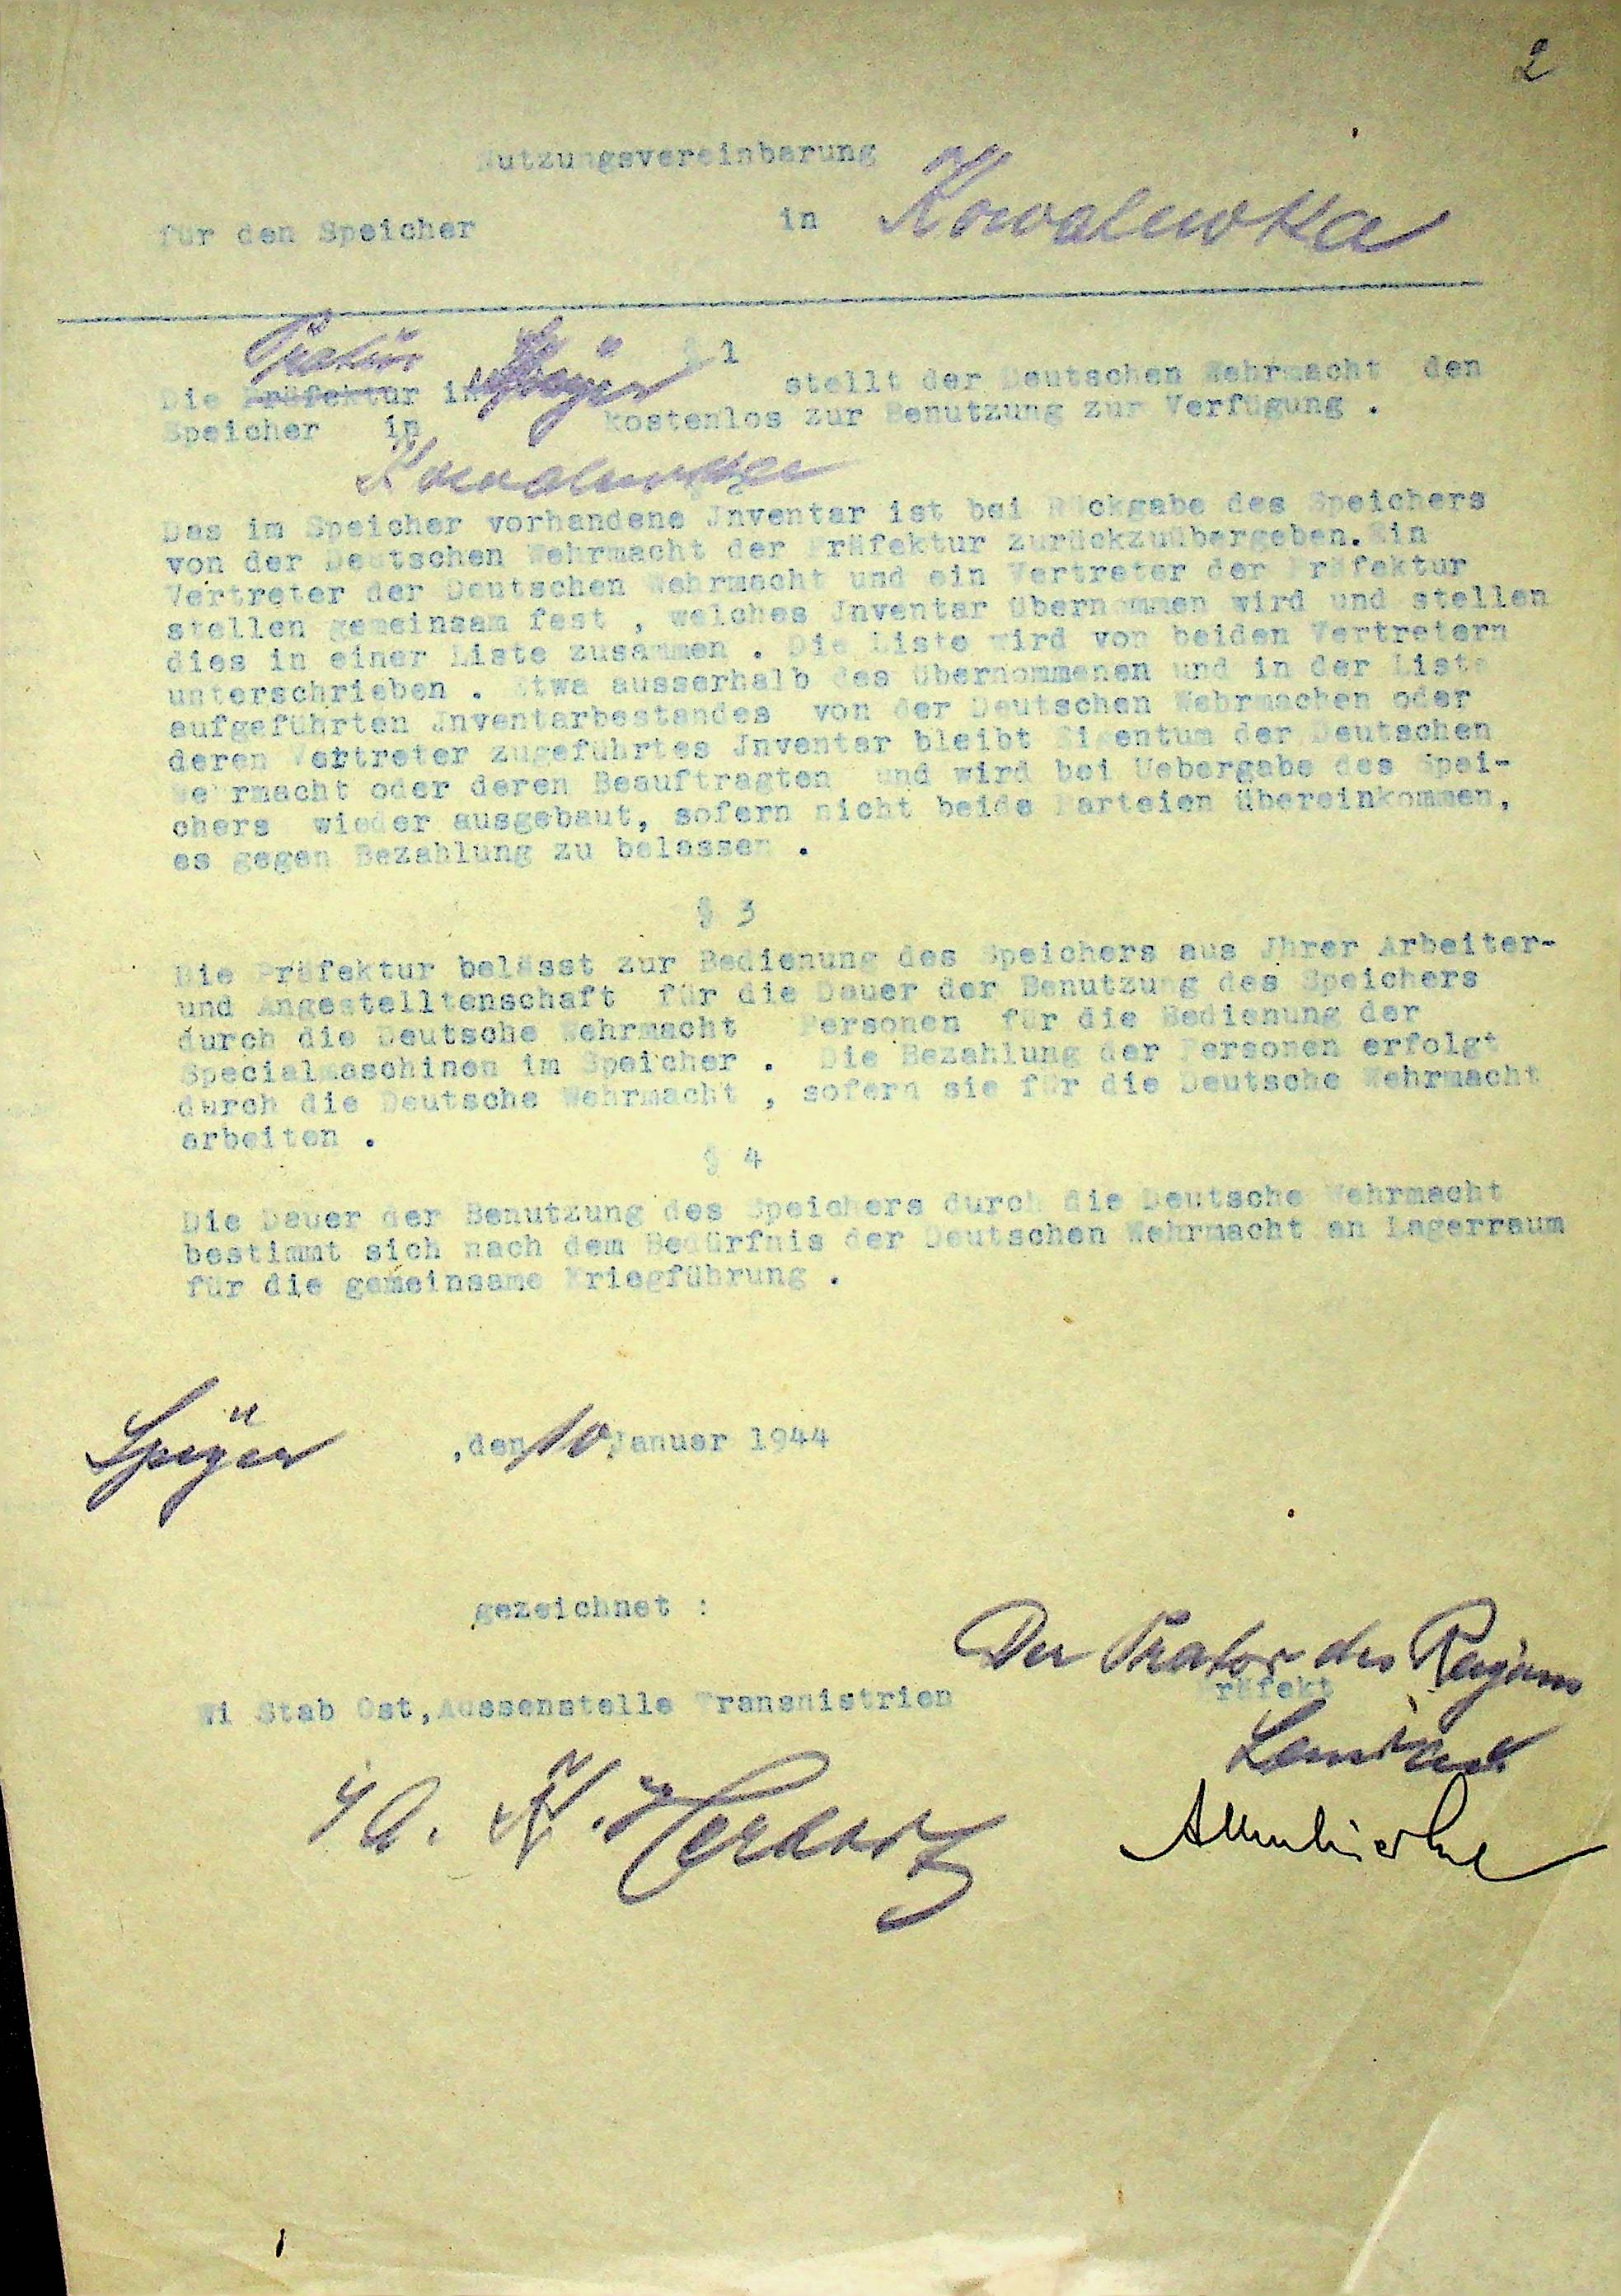 2
Nutzungsvereinbarung
für den Speicher in Kowalewka
§ 1
Prätur
Die Präfektur in stellt der Deutschen Wehrmacht den
Speicher in kostenlos zur Benutzung zur Verfügung .
Kowalewka
Das im Speicher vorhandene Jnventar ist bei Rückgabe des Speichers
von der Deutschen Wehrmacht der Präfektur zurückzuübergeben. Ein
Vertreter der Deutschen Wehrmacht und ein Vertreter der Präfektur
stellen gemeinsam fest , welches Jnventar übernommen wird und stellen
dies in einer Liste zusammen . Die Liste wird von beiden Vertretern
unterschrieben . Etwa ausserhalb des übernommenen und in der Liste
aufgeführten Jnventarbestandes von der Deutschen Wehrmachen oder
deren Vertreter zugeführtes Jnventar bleibt Eigentum der Deutschen
Wehrmacht oder deren Beauftragten und wird bei Uebergabe des Spei-
chers wieder ausgebaut, sofern nicht beide Parteien übereinkommen,
es gegen Bezahlung zu belassen .
§ 3
Die Präfektur belässt zur Bedienung des Speichers aus Jhrer Arbeiter-
und Angestelltenschaft für die Dauer der Benutzung des Speichers
durch die Deutsche Wehrmacht Personen für die Bedienung der
Specialmaschinen im Speicher . Die Bezahlung der Personen erfolgt
durch die Deutsche Wehrmacht , sofern sie für die Deutsche Wehrmacht
arbeiten .
§ 4
Die Dauer der Benutzung des Speichers durch die Deutsche Wehrmacht
bestimmt sich nach dem Bedürfnis der Deutschen Wehrmacht an Lagerraum
für die gemeinsame Kriegführung .
,den 10 Januar 1944
gezeichnet :
Der Prätor des Rayons
Wi Stab Ost,Aussenstelle Transnistrien Präfekt